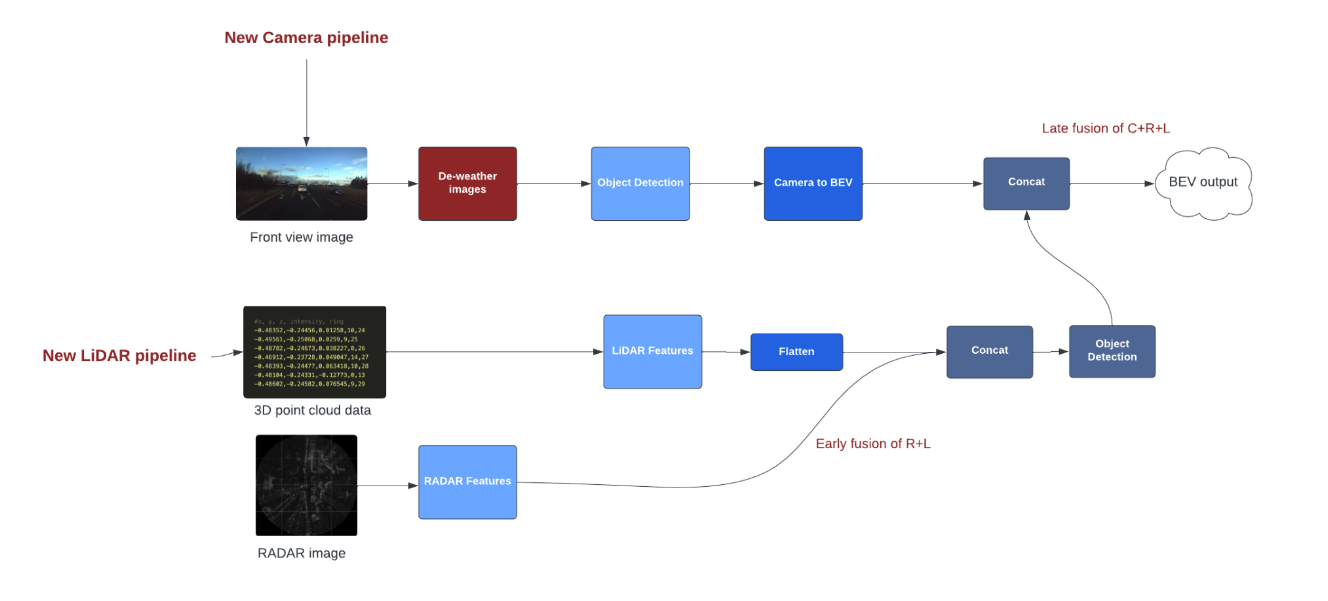 New Camera pipeline
Late fusion of C+R+L
De-weather
images
Object Detection
Camera to BEV
Concat
BEV output
Front view image
#x, y, z, intensity, ring
-0.48352,-0.24456,0.01258,10,24
-0.49561,-0.25068,0.0259,9,25
-0.48782,-0.24673,0.038227,8,26
-0.46912,-0.23728,0.049047,14,27
-0.46393,-0.24477,0.063418,10,28
-0.48104,-0.24331,-0.12773,0,13
-0.48602,-0.24582,0.076545,9,29
New LiDAR pipeline
LiDAR Features
Flatten
Concat
Object
Detection
3D point cloud data
Early fusion of R+L
RADAR Features
RADAR image